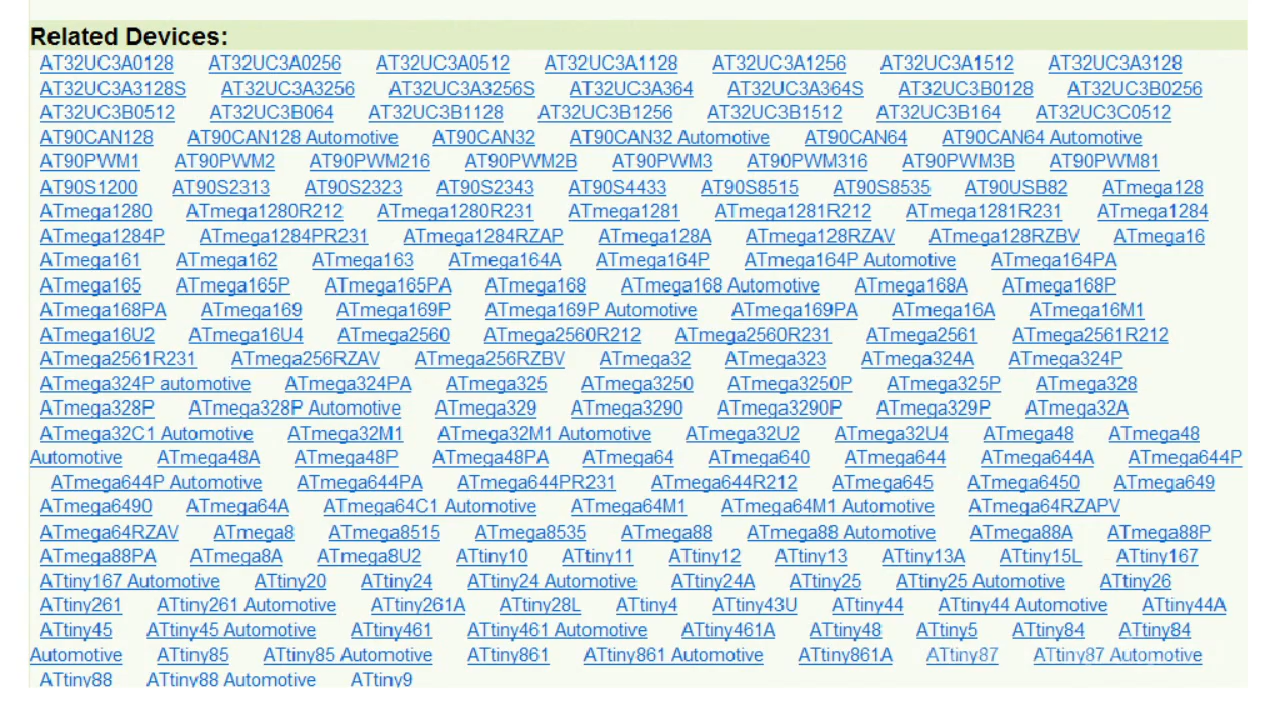 Related Devices:
AT32UC3A0128 AT32UC3A0256 AT32UC3A0512 AT32UC3A1128 AT32UC3A1256 AT32UC3A1512 AT32UC3A3128
AT32UC3A3128S AT32UC3A3256 AT32UC3A3256S AT32UC3A364 AT32UC3A364S AT32UC3B0128 AT32UC3B0256
AT32UC3B0512 AT32UC3B064 AT32UC3B1128 AT32UC3B1256 AT32UC3B1512 AT32UC3B164 AT32UC3C0512
AT90CAN128 AT90CAN128 Automotive AT90CAN32 AT90CAN32 Automotive AT90CAN64 AT90CAN64 Automotive
AT90PWM1 AT90PWM2 AT90PWM216 AT90PWM2B AT90PWM3 AT90PWM316 AT90PWM3B AT90PWM81
AT90S1200 AT90S2313 AT90S2323 AT90S2343 AT90S4433 AT90S8515 AT90S8535 AT90USB82 ATmega128
ATmega1280 ATmega1280R212 ATmega1280R231 ATmega1281 ATmega1281R212 ATmega1281R231 ATmega1284
ATmega1284P ATmega1284PR231 ATmega1284RZAP ATmega128A ATmega128RZAV ATmega128RZBV ATmega16
ATmega161 ATmega162 ATmega163 ATmega164A ATmega164P ATmega164P Automotive ATmega164PA
ATmega165 ATmega165P ATmega165PA ATmega168 ATmega168 Automotive ATmega168A ATmega168P
ATmega168PA ATmega169 ATmega169P ATmega169P Automotive ATmega169PA ATmega16A ATmega16M1
ATmega16U2 ATmega16U4 ATmega2560 ATmega2560R212 ATmega2560R231 ATmega2561 ATmega2561R212
ATmega2561R231 ATmega256RZAV ATmega256RZBV ATmega32 ATmega323 ATmega324A ATmega324P
ATmega324P automotive ATmega324PA ATmega325 ATmega3250 ATmega3250P ATmega325P ATmega328
ATmega328P ATmega328P Automotive ATmega329 ATmega3290 ATmega3290P ATmega329P ATmega32A
ATmega32C1 Automotive ATmega32M1 ATmega32M1 Automotive ATmega32U2 ATmega32U4 ATmega48 ATmega48
Automotive ATmega48A ATmega48P ATmega48PA ATmega64 ATmega640 ATmega644 ATmega644A ATmega644P
ATmega644P Automotive ATmega644PA ATmega644PR231 ATmega644R212 ATmega645 ATmega6450 ATmega649
ATmega6490 ATmega64A ATmega64C1 Automotive ATmega64M1 ATmega64M1 Automotive ATmega64RZAPV
ATmega64RZAV ATmega8 ATmega8515 ATmega8535 ATmega88 ATmega88 Automotive ATmega88A ATmega88P
ATmega88PA ATmega8A ATmega8U2 ATtiny10 ATtiny11 ATtiny12 ATtiny13 ATtiny13A ATtiny15L ATtiny167
ATtiny167 Automotive ATtiny20 ATtiny24 ATtiny24 Automotive ATtiny24A ATtiny25 ATtiny25 Automotive ATtiny26
ATtiny261 ATtiny261 Automotive ATtiny261A ATtiny28L ATtiny4 ATtiny43U ATtiny44 ATtiny44 Automotive ATtiny44A
ATtiny45 ATtiny45 Automotive ATtiny461 ATtiny461 Automotive ATtiny461A ATtiny48 ATtiny5 ATtiny84 ATtiny84
Automotive ATtiny85 ATtiny85 Automotive ATtiny861 ATtiny861 Automotive ATtiny861A ATtiny87 ATtiny87 Automotive
ATtiny88 ATtiny88 Automotive ATtiny9